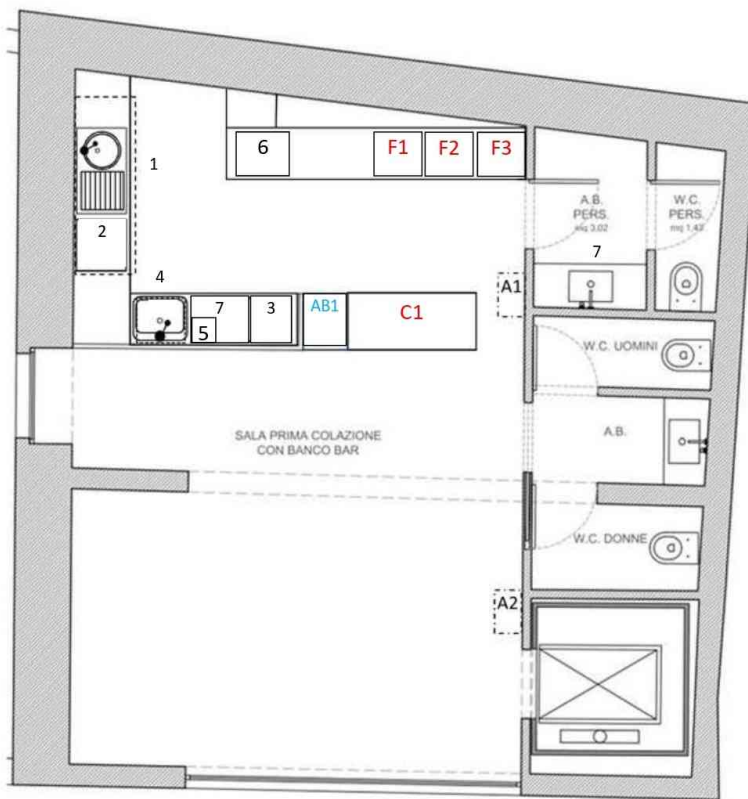 6
F1
F2
F3
1
A.B.
PERS.
mq 3,02
W.C.
PERS.
mq 1,47
2
7
4
A1
5
7
3
AB1
C1
W.C. UOMINI
SALA PRIMA COLAZIONE
CON BANCO BAR
A.B.
W.C. DONNE
A2